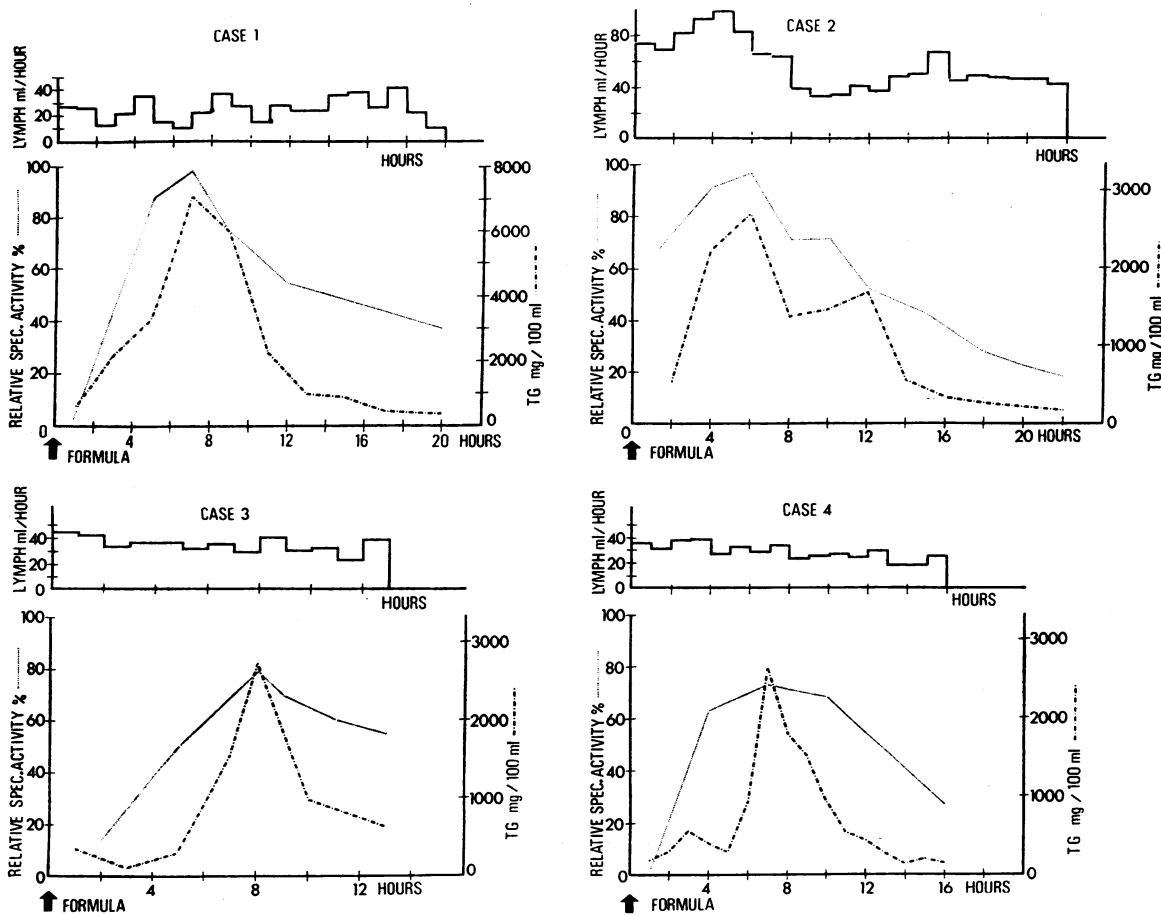 CASE 1
LYMPH ml/HOUR
40
20
0
HOURS
RELATIVE SPEC. ACTIVITY %
100
80
60
40
20
0
8000
6000
4000
2000
0
TG mg/100 ml
4
8
12
16
20 HOURS
FORMULA
CASE 2
LYMPH ml/HOUR
80
40
0
HOURS
RELATIVE SPEC. ACTIVITY %
100
80
60
40
20
0
3000
2000
1000
0
TG mg/100 ml
4
8
12
16
20 HOURS
FORMULA
CASE 3
LYMPH ml/HOUR
40
20
0
HOURS
RELATIVE SPEC. ACTIVITY %
100
80
60
40
20
0
3000
2000
1000
0
TG mg/100 ml
4
8
12 HOURS
FORMULA
CASE 4
LYMPH ml/HOUR
40
20
0
HOURS
RELATIVE SPEC. ACTIVITY %
100
80
60
40
20
0
3000
2000
1000
0
TG mg/100 ml
4
8
12
16 HOURS
FORMULA